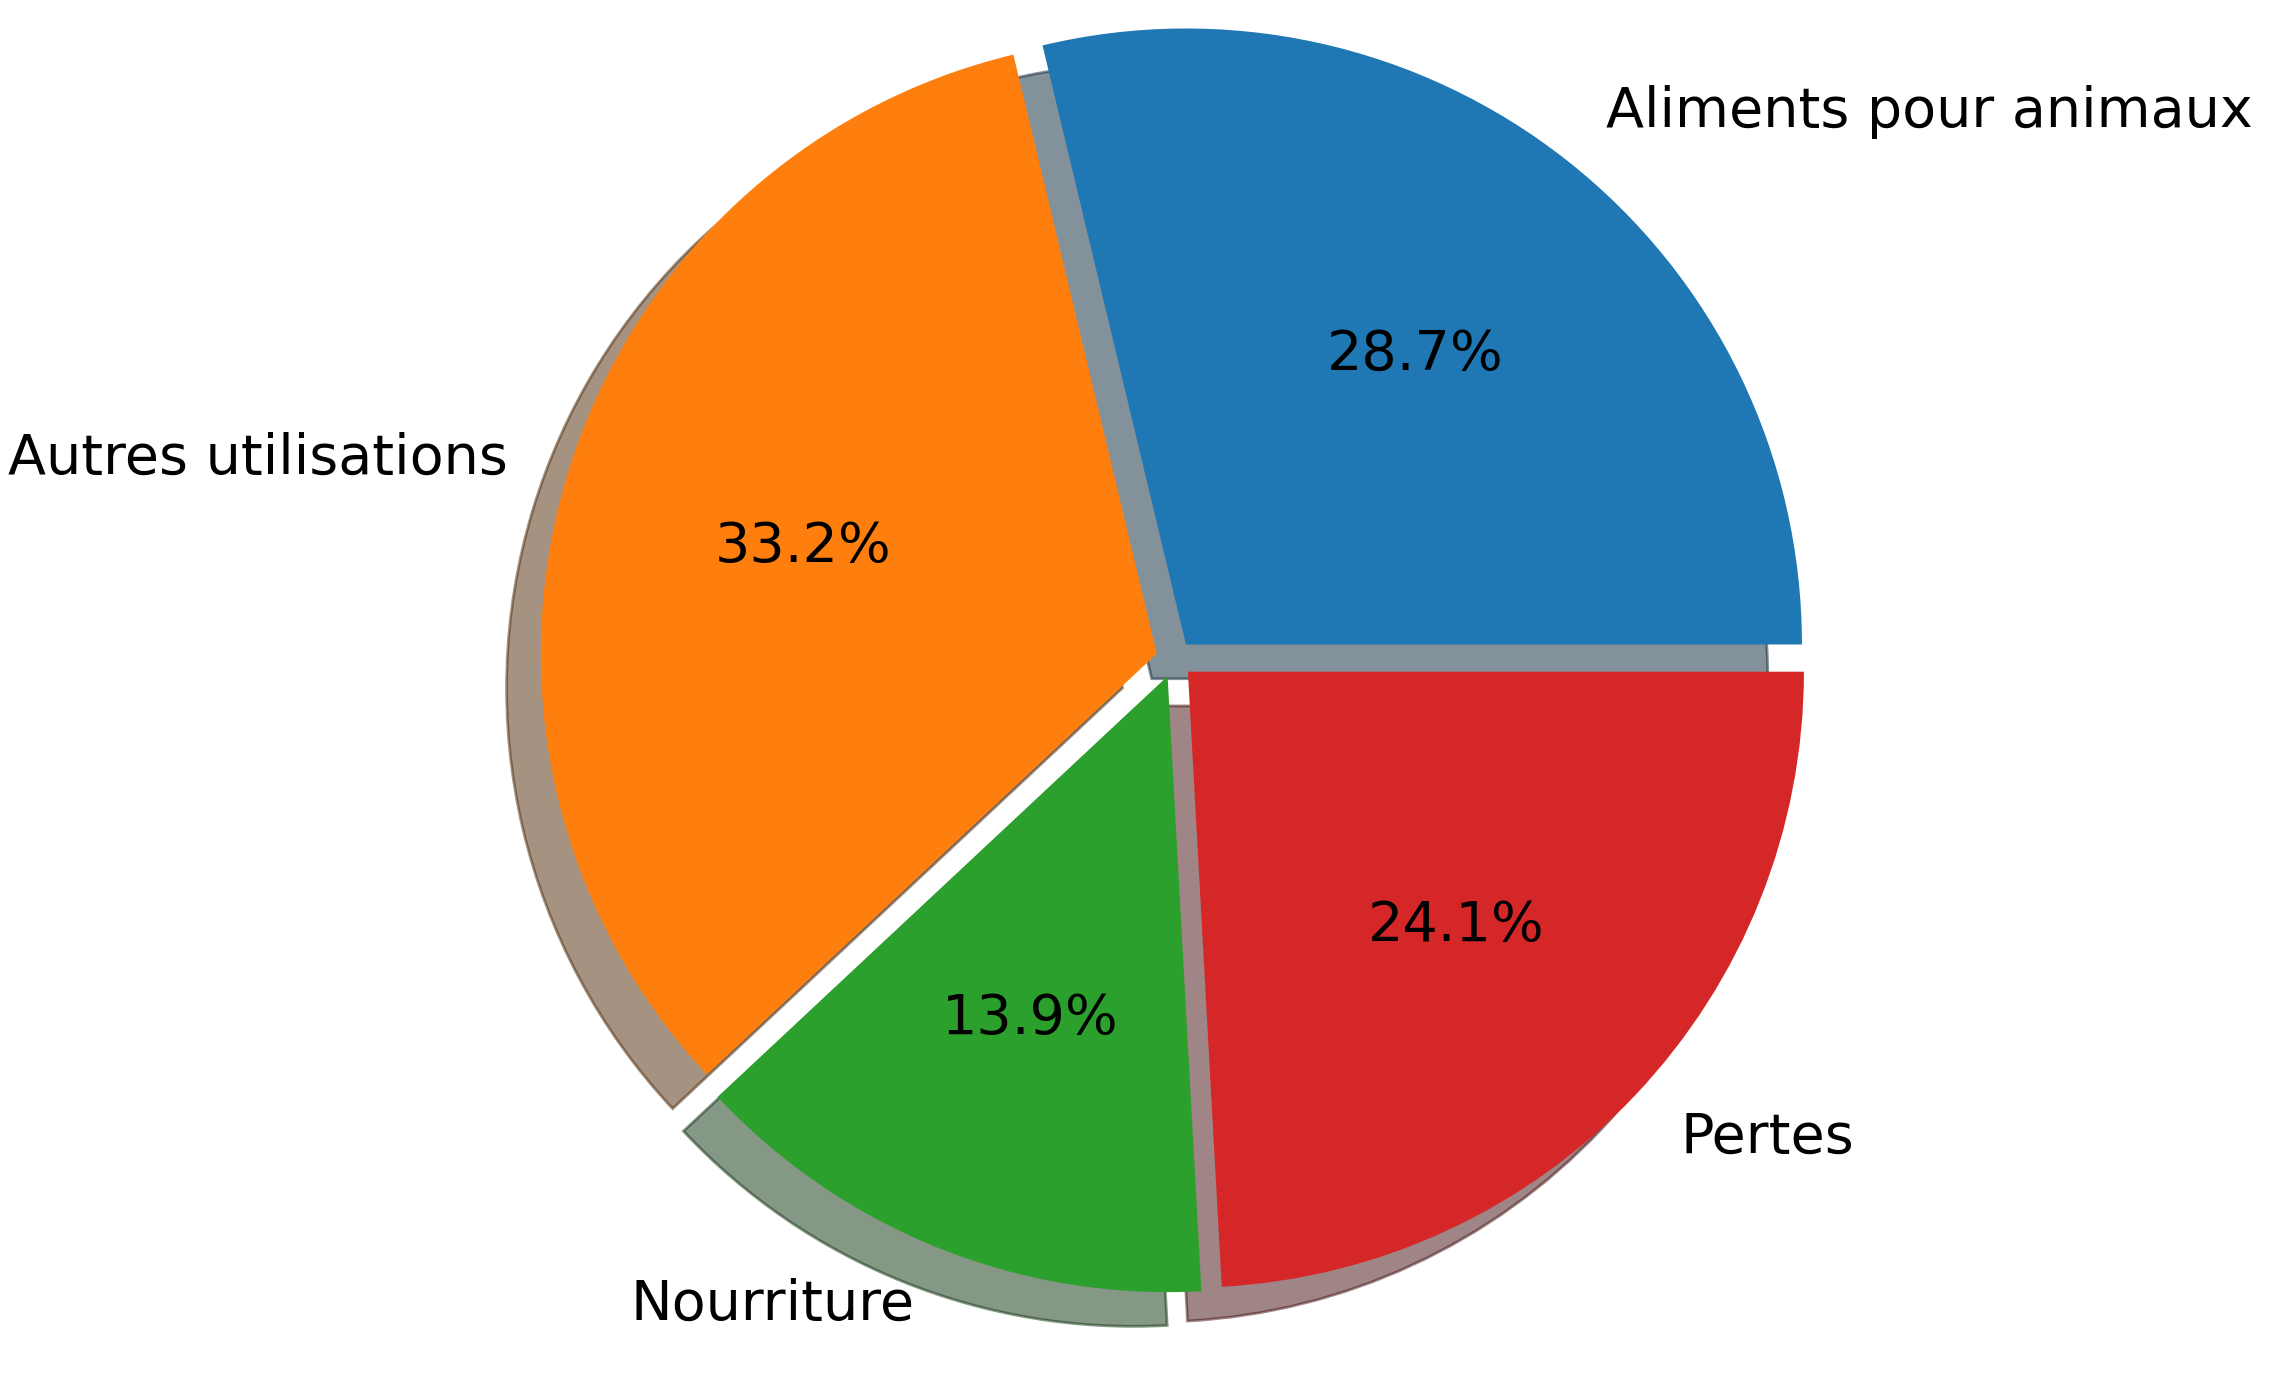 Aliments pour animaux
28.7%
Autres utilisations
33.2%
24.1%
13.9%
Pertes
Nourriture